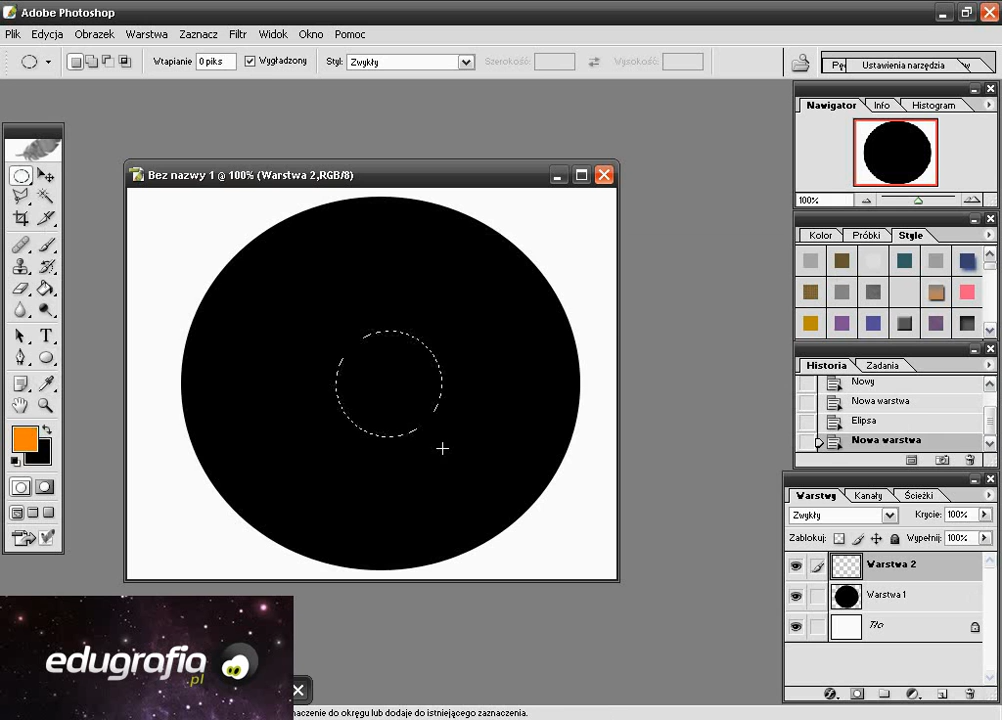 Adobe Photoshop
Plik Edycja Obrazek Warstwa Zaznacz Filtr Widok Okno Pomoc
Wtapianie: 0 piks Wygładzony Styl: Zwykły Szerokość: Wysokość: Ustawienia narzędzia
Nawigator Info Histogram
Bez nazwy 1 @ 100% (Warstwa 2,RGB/8)
100%
Kolor Próbki Style
Historia Zadania
Nowy
Nowa warstwa
Elipsa
Nowa warstwa
Warstwy Kanały Ścieżki
Zwykły Krycie: 100%
Zablokuj: Wypełnij: 100%
Warstwa 2
Warstwa 1
Tło
edugrafia.pl
naczenie do okręgu lub dodaje do istniejącego zaznaczenia.